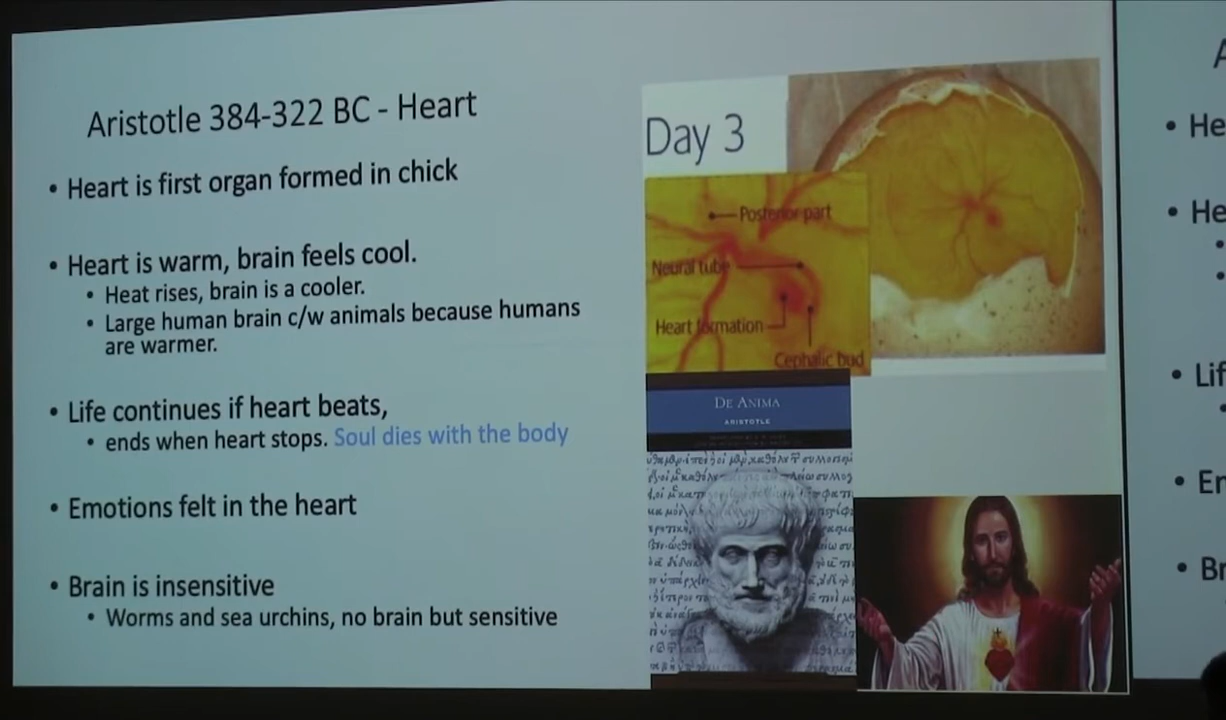 Aristotle 384-322 BC - Heart
• Heart is first organ formed in chick
• Heart is warm, brain feels cool.
• Heat rises, brain is a cooler.
• Large human brain c/w animals because humans
are warmer.
• Life continues if heart beats,
• ends when heart stops. Soul dies with the body
• Emotions felt in the heart
• Brain is insensitive
• Worms and sea urchins, no brain but sensitive
Day 3
Posterior part
Neural tube
Heart formation
Cephalic bud
DE ANIMA
ARISTOTLE
A
• He
• He
• Lif
• Br